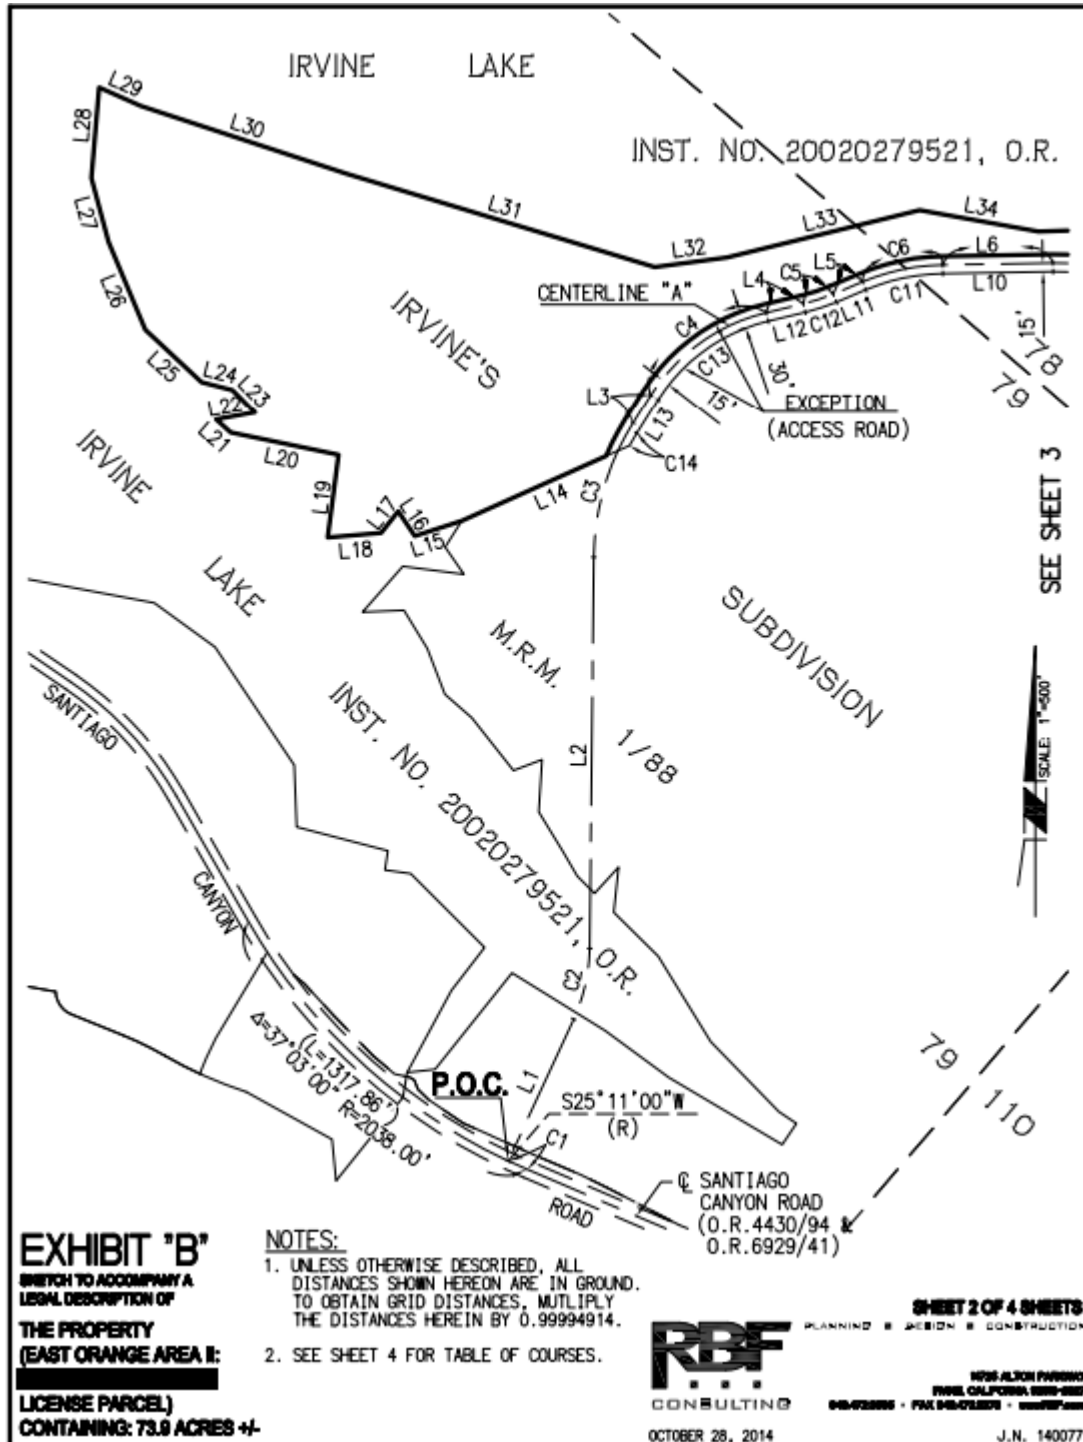 IRVINE LAKE
INST. NO. 20020279521, O.R.
L29
L28
L30
L27
L31
L32
L33
L34
L26
L4
C5
L5
C6
L6
CENTERLINE "A"
C4
L12
C12
L11
C11
L10
15'
78
79
IRVINE'S
L25
L24
L23
L22
L21
L20
L3
C13
30'
15'
L13
EXCEPTION
(ACCESS ROAD)
C14
IRVINE
L19
L18
L17
L16
L15
L14
C3
SEE SHEET 3
LAKE
SUBDIVISION
M.R.M.
1/88
L2
SCALE: 1"=500'
SANTIAGO
INST. NO. 20020279521, O.R.
CANYON
C2
79
110
Δ=37°03'00" R=2038.00'
(L=1317.86')
P.O.C.
L1
S25°11'00"W
(R)
C1
ROAD
℄ SANTIAGO
CANYON ROAD
(O.R.4430/94 &
O.R.6929/41)
EXHIBIT "B"
SKETCH TO ACCOMPANY A
LEGAL DESCRIPTION OF
THE PROPERTY
(EAST ORANGE AREA II:
LICENSE PARCEL)
CONTAINING: 73.9 ACRES +/-
NOTES:
1. UNLESS OTHERWISE DESCRIBED, ALL
DISTANCES SHOWN HEREON ARE IN GROUND.
TO OBTAIN GRID DISTANCES, MUTLIPLY
THE DISTANCES HEREIN BY 0.99994914.
2. SEE SHEET 4 FOR TABLE OF COURSES.
SHEET 2 OF 4 SHEETS
PLANNING DESIGN CONSTRUCTION
RBF
CONSULTING
ALTON
CALIFORNIA
OCTOBER 28, 2014
J.N. 140077